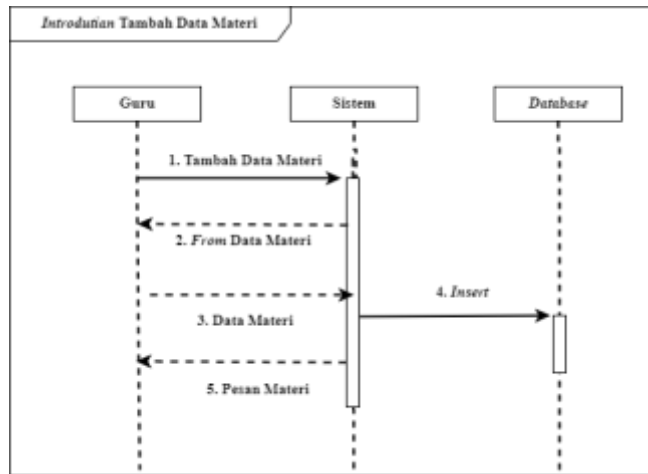 Introdutian Tambah Data Materi
Guru
Sistem
Database
1. Tambah Data Materi
2. From Data Materi
3. Data Materi
4. Insert
5. Pesan Materi